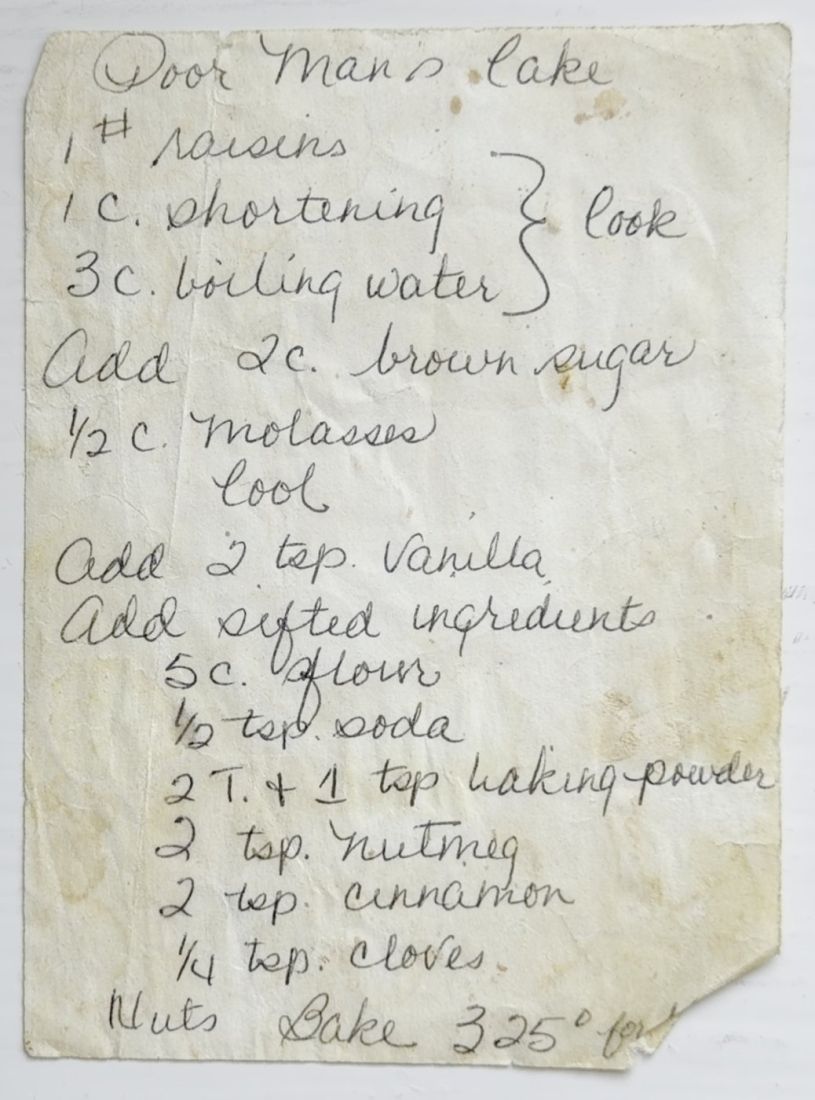 Poor Man's Cake
1# raisins
1 C. shortening } Cook
3 C. boiling water
Add 2 c. brown sugar
1/2 C. Molasses
Cool
Add 2 tsp. Vanilla
Add sifted ingredients
5 C. flour
1/2 tsp. soda
2 T. + 1 tsp baking powder
2 tsp. nutmeg
2 tsp. cinnamon
1/4 tsp. cloves.
Nuts Bake 325° for